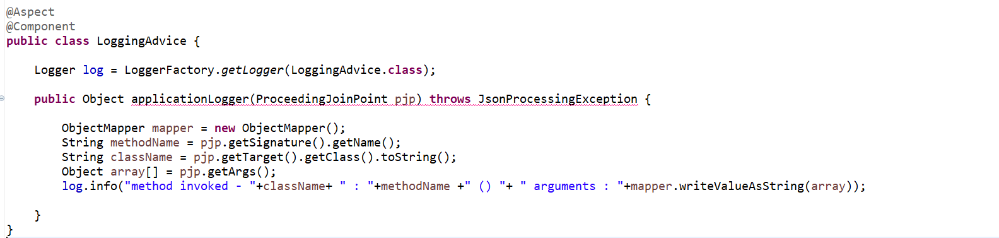 @Aspect
@Component
public class LoggingAdvice {
Logger log = LoggerFactory.getLogger(LoggingAdvice.class);
public Object applicationLogger(ProceedingJoinPoint pjp) throws JsonProcessingException {
ObjectMapper mapper = new ObjectMapper();
String methodName = pjp.getSignature().getName();
String className = pjp.getTarget().getClass().toString();
Object array[] = pjp.getArgs();
log.info("method invoked - "+className+ " : "+methodName +" () "+ " arguments : "+mapper.writeValueAsString(array));
}
}